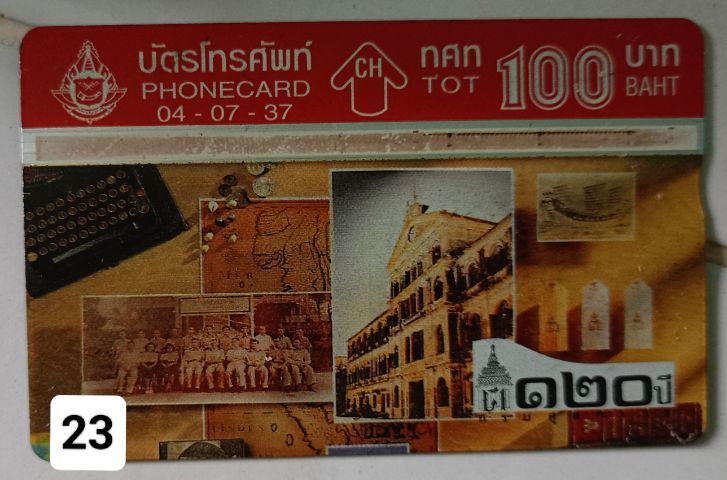 บัตรโทรศัพท์
PHONECARD
04 - 07 - 37
CH
ทศท
TOT
100
บาท
BAHT
๑๒๐ ปี
23